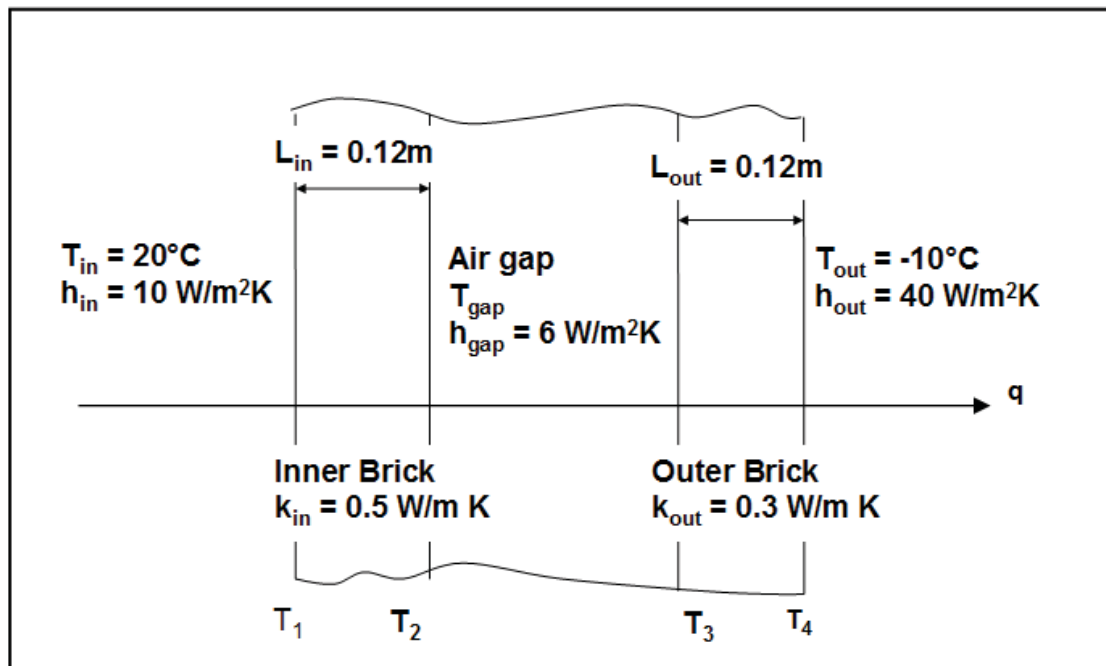 L_in = 0.12m
L_out = 0.12m
T_in = 20°C
h_in = 10 W/m²K
Air gap
T_gap
h_gap = 6 W/m²K
T_out = -10°C
h_out = 40 W/m²K
q
Inner Brick
k_in = 0.5 W/m K
Outer Brick
k_out = 0.3 W/m K
T₁ T₂ T₃ T₄